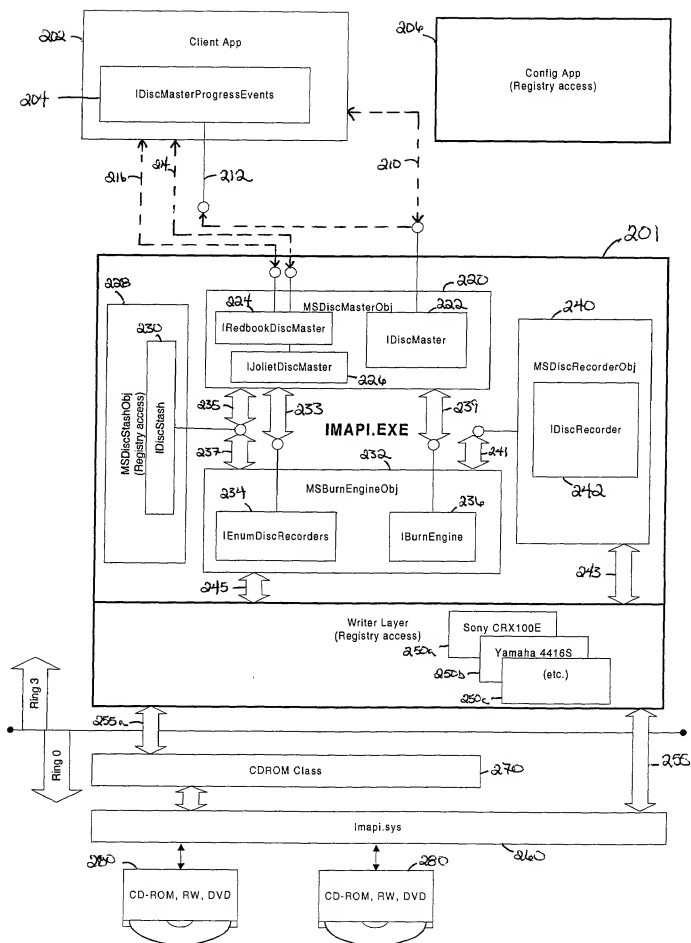 202
Client App
204
IDiscMasterProgressEvents
206
Config App
(Registry access)
216
214
212
210
201
228
220
MSDiscMasterObj
224
222
IRedbookDiscMaster
IDiscMaster
IJolietDiscMaster
226
230
MSDiscStashObj
(Registry access)
IDiscStash
240
MSDiscRecorderObj
IDiscRecorder
242
235
233
239
IMAPI.EXE
237
232
241
MSBurnEngineObj
234
236
IEnumDiscRecorders
IBurnEngine
245
243
Writer Layer
(Registry access)
Sony CRX100E
250a
Yamaha 4416S
250b
(etc.)
250c
Ring 3
255a
Ring 0
255
CDROM Class
270
Imapi.sys
260
280
280
CD-ROM, RW, DVD
CD-ROM, RW, DVD